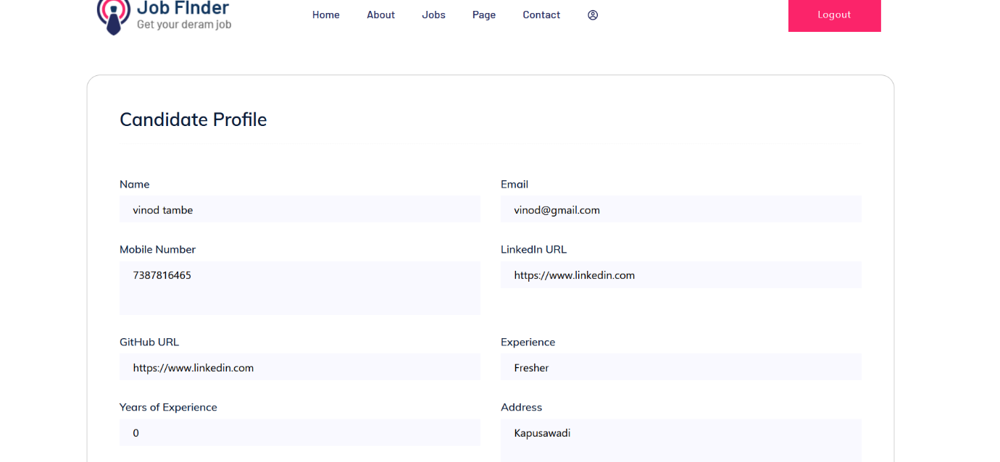 Job FInder
Get your deram job
Home About Jobs Page Contact
Logout
Candidate Profile
Name Email
vinod tambe vinod@gmail.com
Mobile Number LinkedIn URL
7387816465 https://www.linkedin.com
GitHub URL Experience
https://www.linkedin.com Fresher
Years of Experience Address
0 Kapusawadi